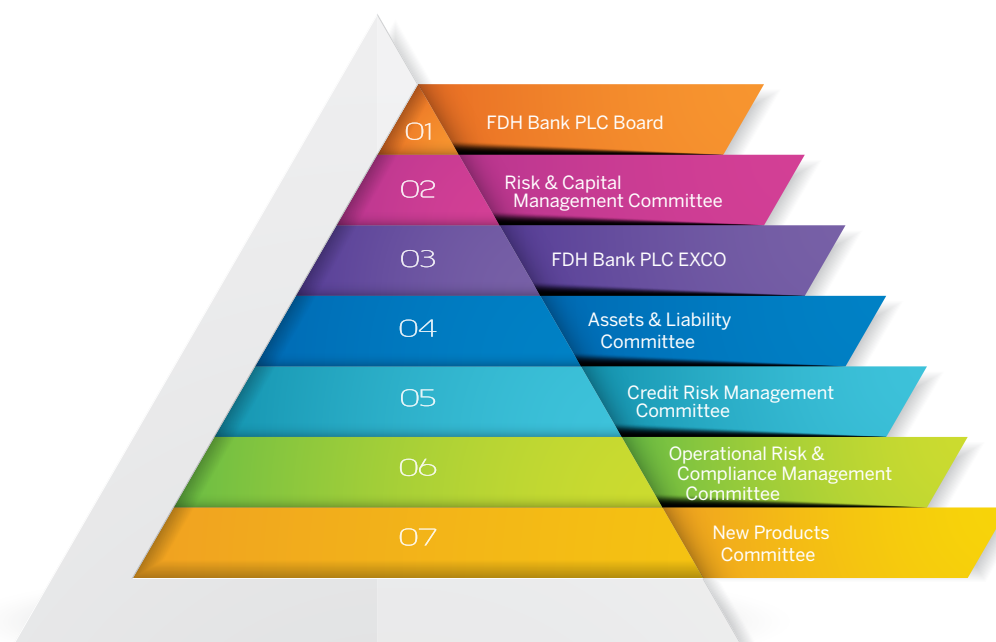 01
FDH Bank PLC Board
02
Risk & Capital
Management Committee
03
FDH Bank PLC EXCO
04
Assets & Liability
Committee
05
Credit Risk Management
Committee
06
Operational Risk &
Compliance Management
Committee
07
New Products
Committee